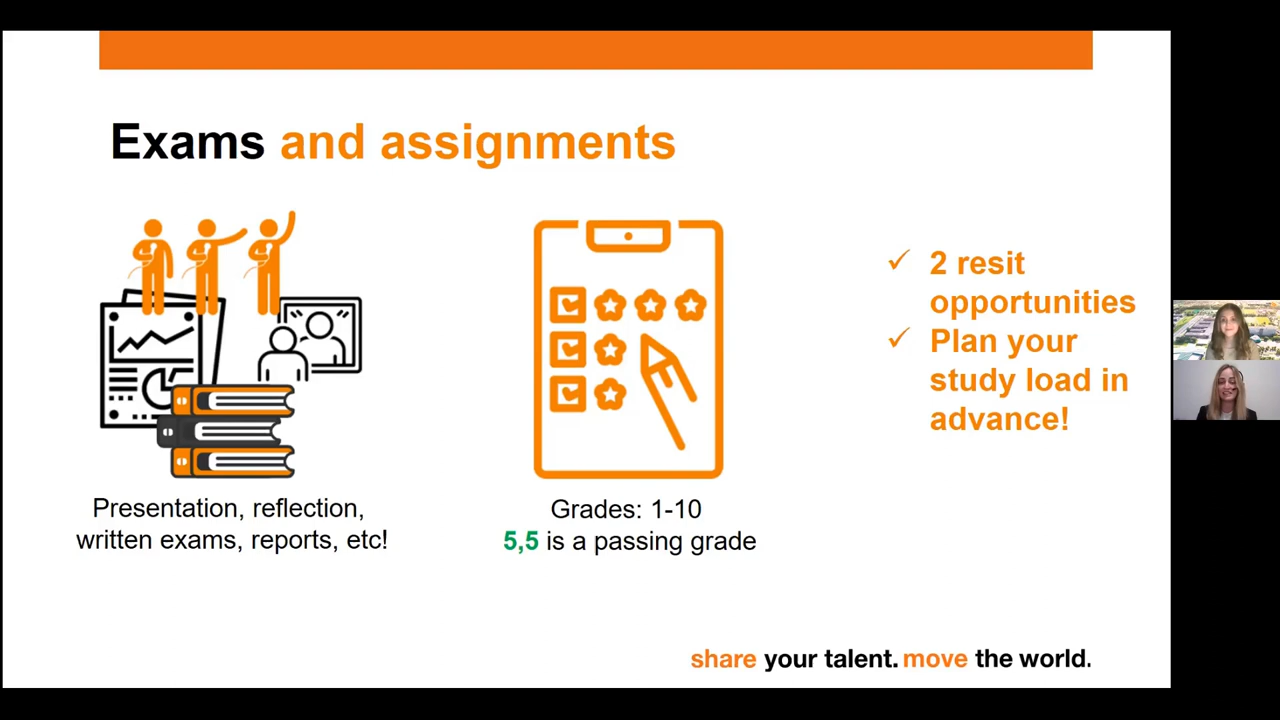 Exams and assignments
Presentation, reflection,
written exams, reports, etc!
Grades: 1-10
5,5 is a passing grade
2 resit
opportunities
Plan your
study load in
advance!
share your talent. move the world.